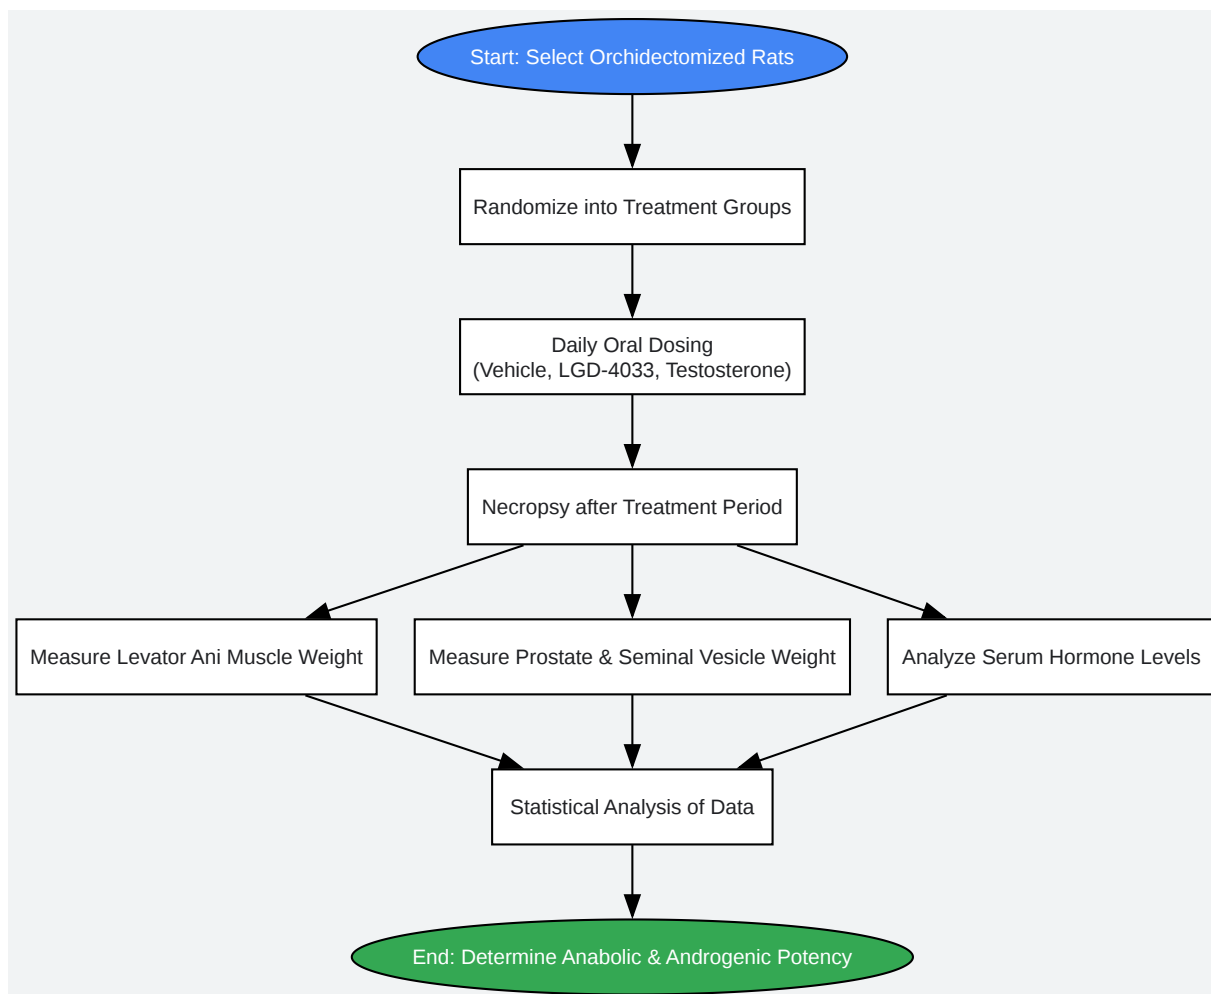 Start: Select Orchidectomized Rats
Randomize into Treatment Groups
Daily Oral Dosing
(Vehicle, LGD-4033, Testosterone)
Necropsy after Treatment Period
Measure Levator Ani Muscle Weight
Measure Prostate & Seminal Vesicle Weight
Analyze Serum Hormone Levels
Statistical Analysis of Data
End: Determine Anabolic & Androgenic Potency